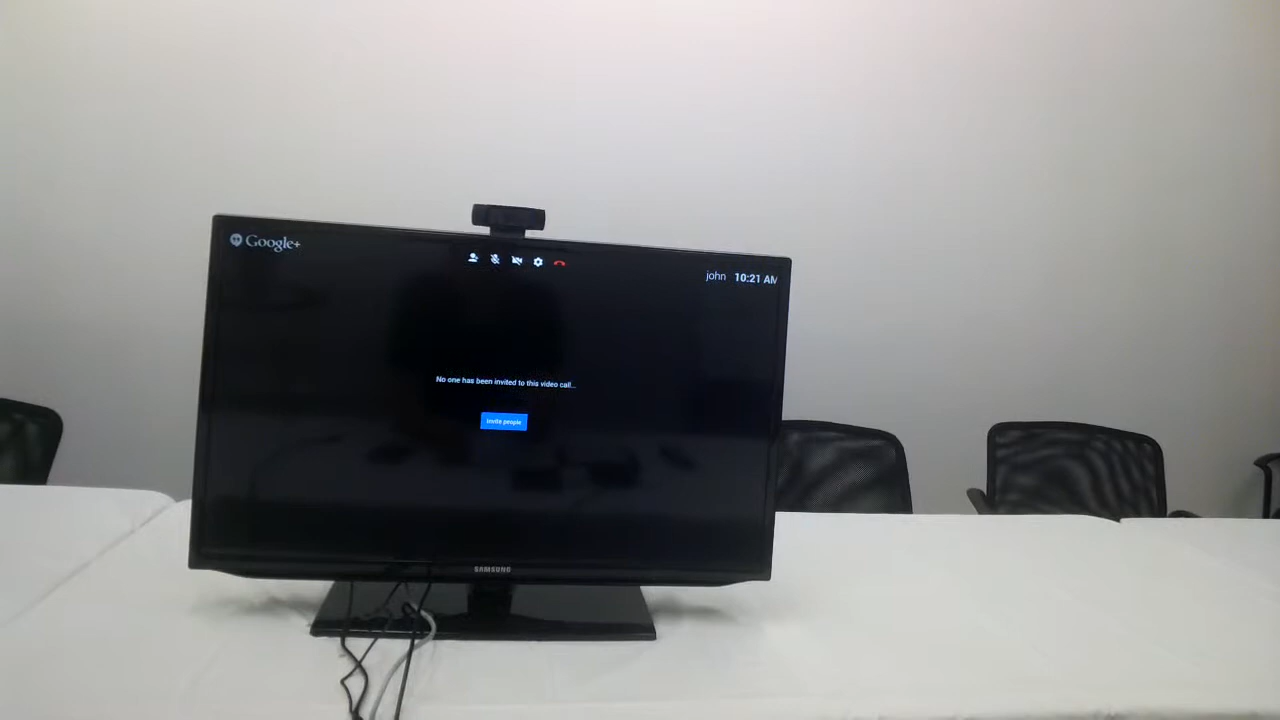 Google+
john 10:21 AM
No one has been invited to this video call...
Invite people
SAMSUNG